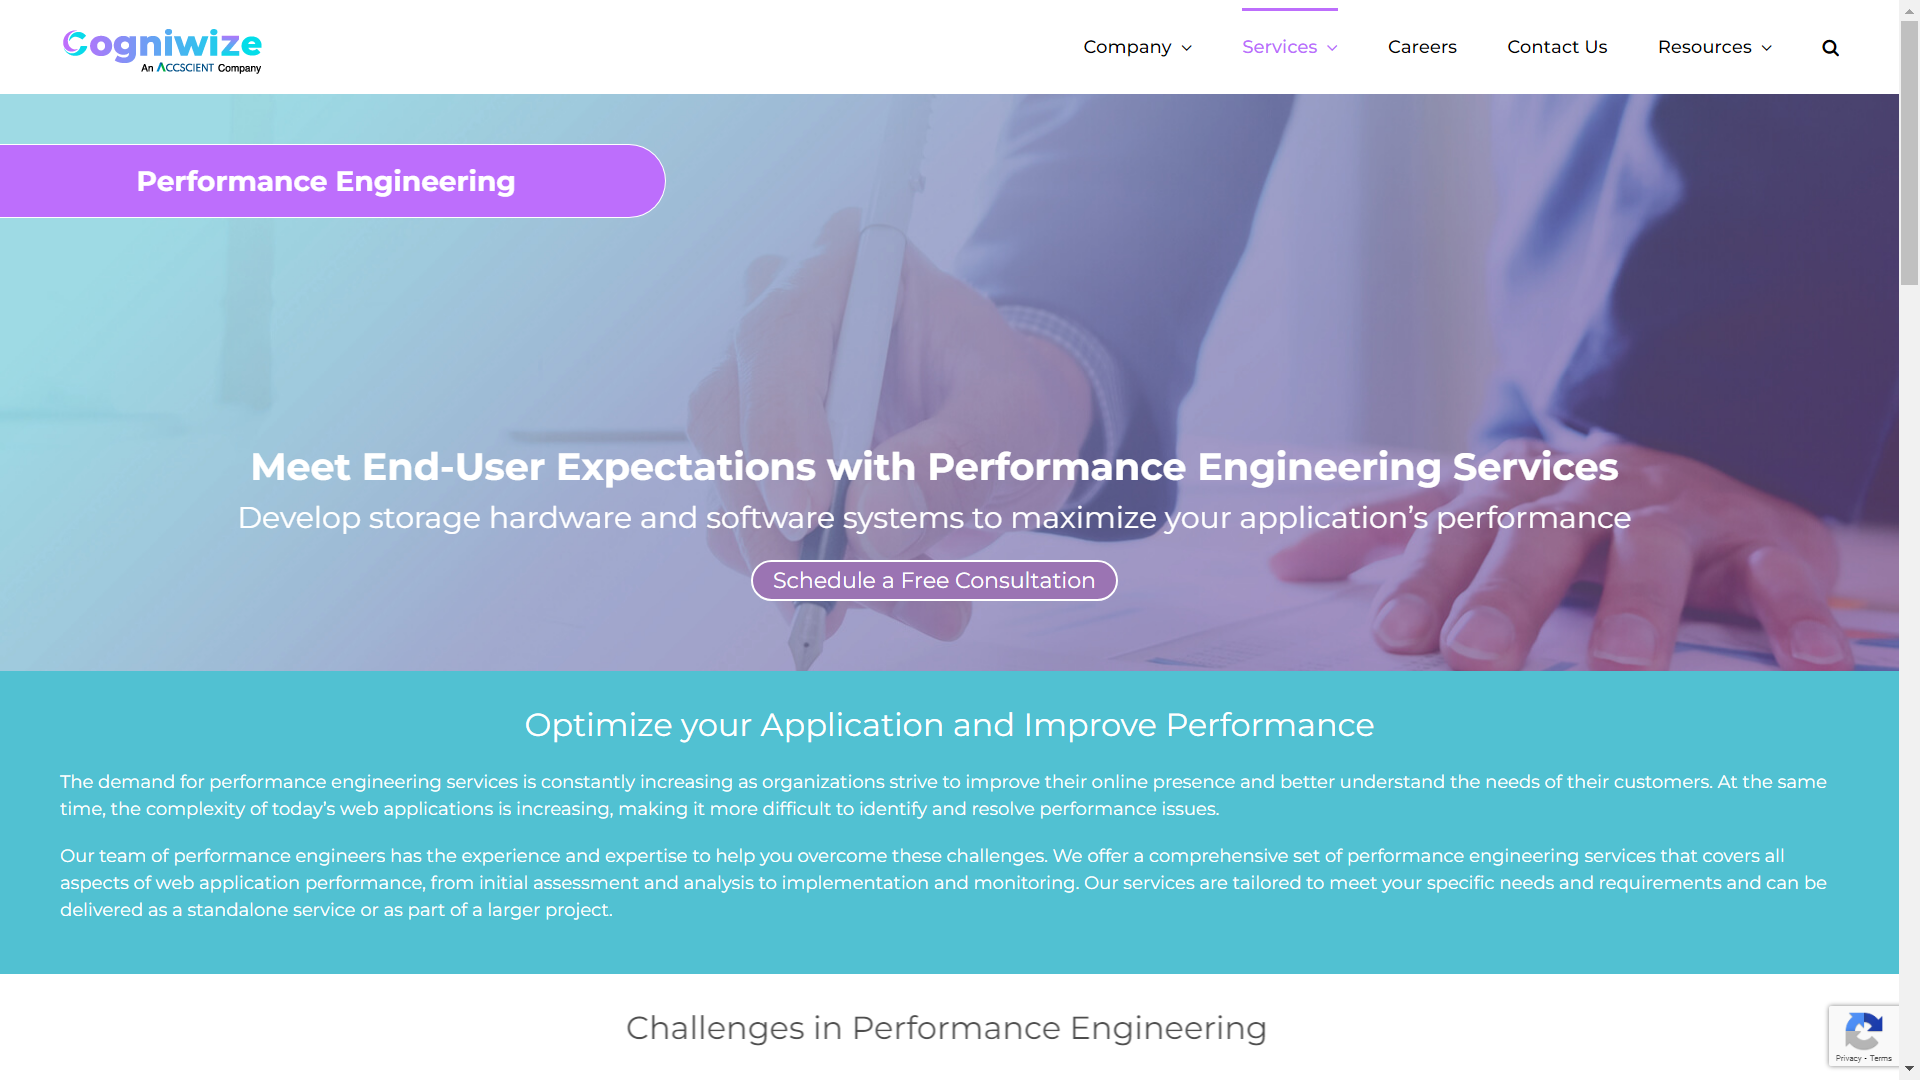 Cogniwize
An ACCSCIENT Company
Company
Services
Careers
Contact Us
Resources
Performance Engineering
Meet End-User Expectations with Performance Engineering Services
Develop storage hardware and software systems to maximize your application’s performance
Schedule a Free Consultation
Optimize your Application and Improve Performance
The demand for performance engineering services is constantly increasing as organizations strive to improve their online presence and better understand the needs of their customers. At the same
time, the complexity of today’s web applications is increasing, making it more difficult to identify and resolve performance issues.
Our team of performance engineers has the experience and expertise to help you overcome these challenges. We offer a comprehensive set of performance engineering services that covers all
aspects of web application performance, from initial assessment and analysis to implementation and monitoring. Our services are tailored to meet your specific needs and requirements and can be
delivered as a standalone service or as part of a larger project.
Challenges in Performance Engineering
Privacy - Terms